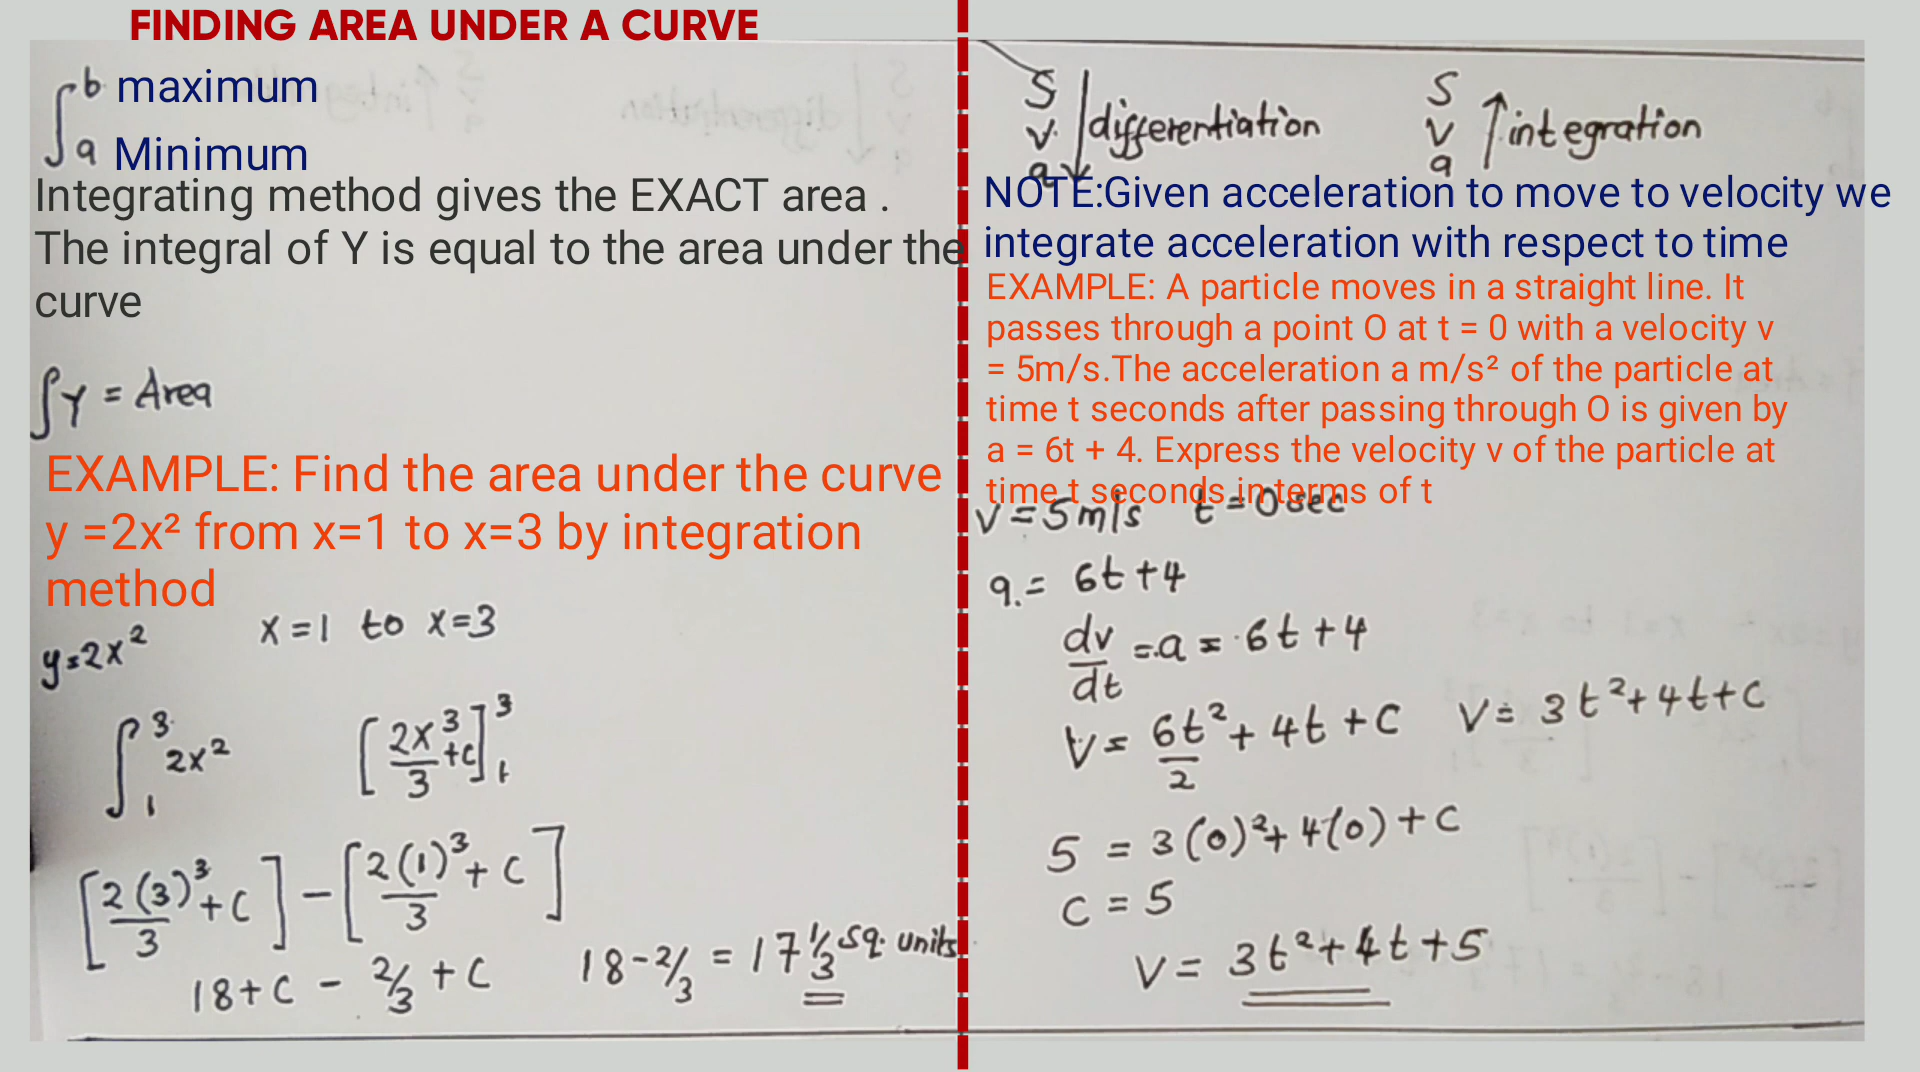 FINDING AREA UNDER A CURVE
∫ b maximum
a Minimum
Integrating method gives the EXACT area .
The integral of Y is equal to the area under the
curve
∫Y = Area
EXAMPLE: Find the area under the curve
y =2x² from x=1 to x=3 by integration
method
y=2x² x=1 to x=3
∫₁³ 2x² [2x³/3 +c]₁³
[2(3)³/3 + c] − [2(1)³/3 + c]
18+c − 2/3 + c 18−2/3 = 17 1/3 sq. units
S
v
a ↓ differentiation
S
v
a ↑ integration
NOTE:Given acceleration to move to velocity we
integrate acceleration with respect to time
EXAMPLE: A particle moves in a straight line. It
passes through a point O at t = 0 with a velocity v
= 5m/s.The acceleration a m/s² of the particle at
time t seconds after passing through O is given by
a = 6t + 4. Express the velocity v of the particle at
time t seconds in terms of t
V = 5m/s t = 0sec
a = 6t+4
dv/dt = a = 6t+4
V = 6t²/2 + 4t + C V = 3t²+4t+C
5 = 3(0)²+4(0)+C
C = 5
V = 3t²+4t+5